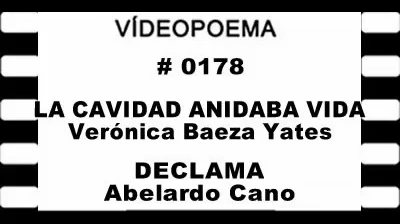 VÍDEOPOEMA
# 0178
LA CAVIDAD ANIDABA VIDA
Verónica Baeza Yates
DECLAMA
Abelardo Cano